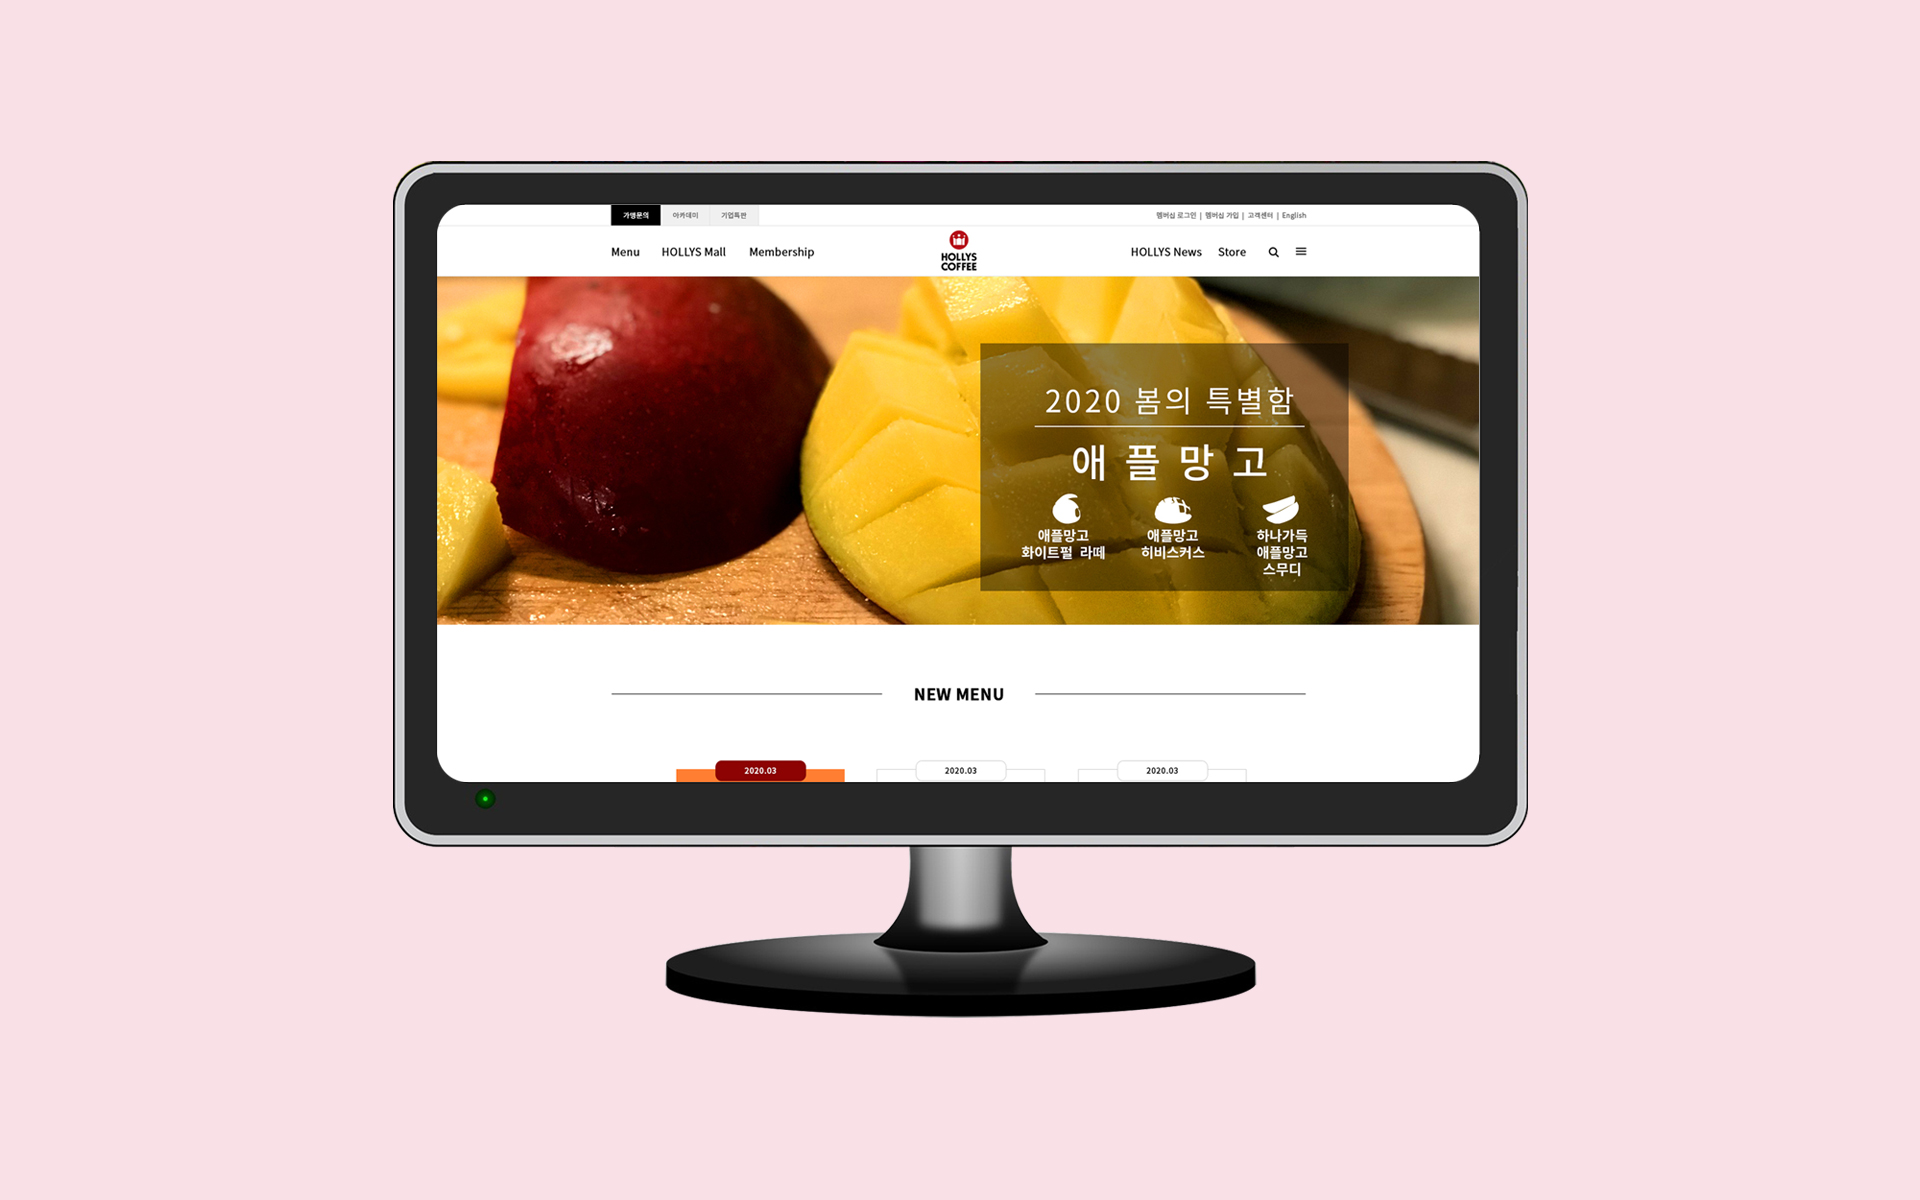 가맹문의 아카데미 기업특판
멤버십 로그인 | 멤버십 가입 | 고객센터 | English
Menu HOLLYS Mall Membership
HOLLYS
COFFEE
HOLLYS News Store
2020 봄의 특별함
애플망고
애플망고
화이트펄 라떼
애플망고
히비스커스
하나가득
애플망고
스무디
NEW MENU
2020.03 2020.03 2020.03